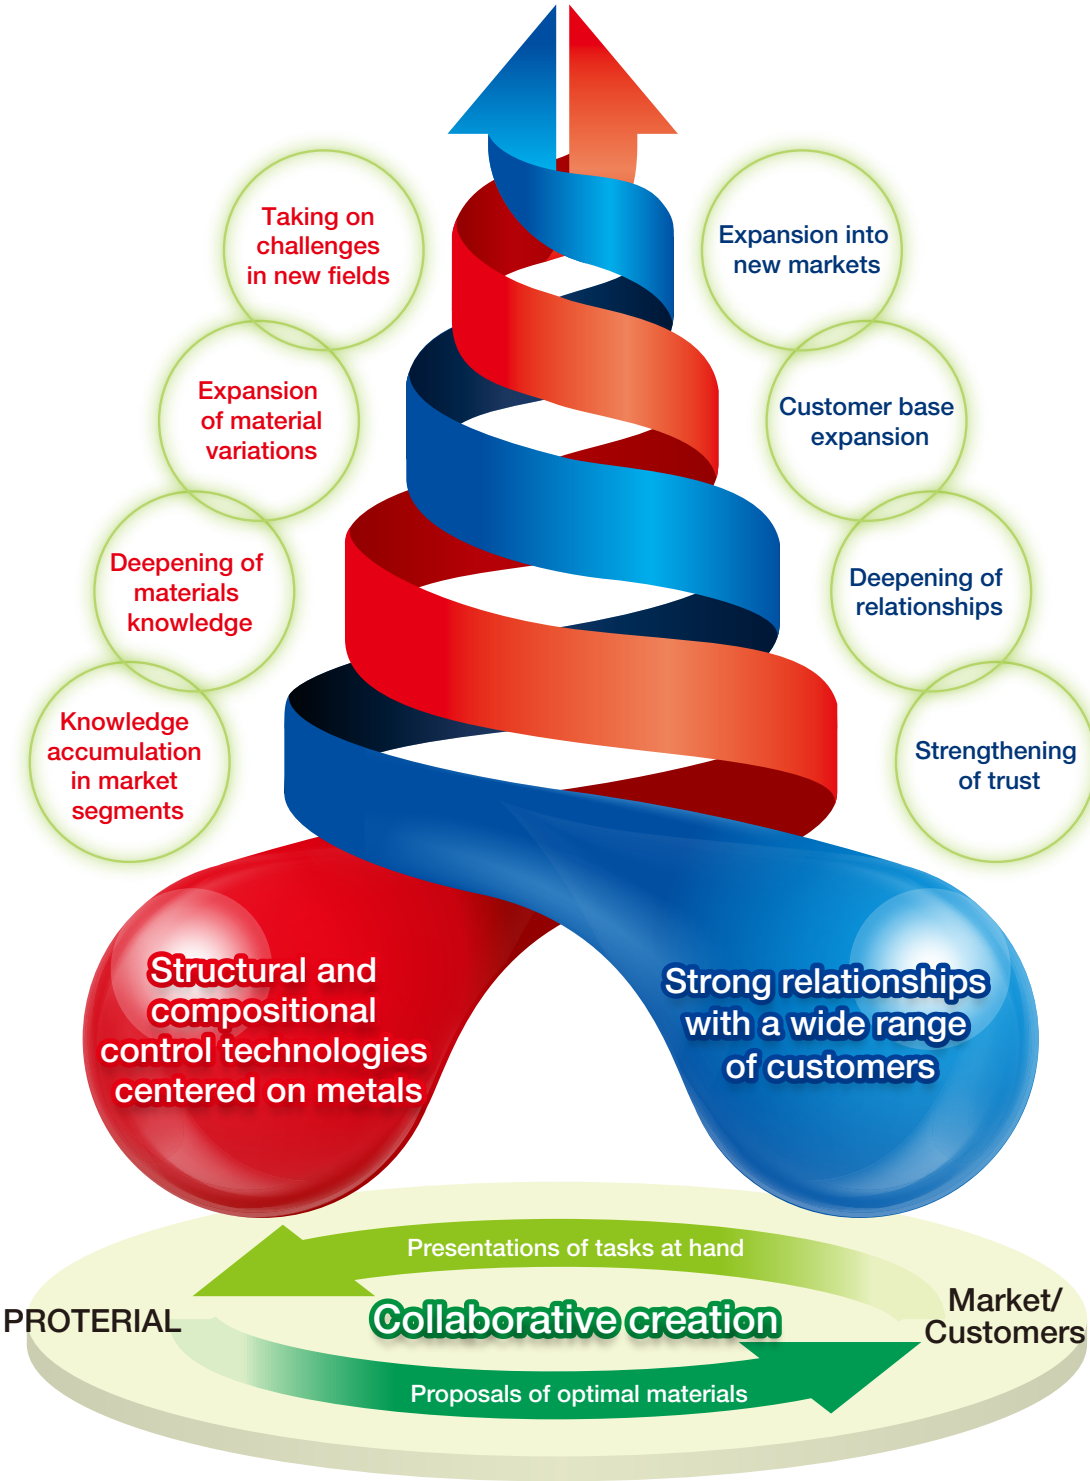 Taking on
challenges
in new fields
Expansion
of material
variations
Deepening of
materials
knowledge
Knowledge
accumulation
in market
segments
Expansion into
new markets
Customer base
expansion
Deepening of
relationships
Strengthening
of trust
Structural and
compositional
control technologies
centered on metals
Strong relationships
with a wide range
of customers
Presentations of tasks at hand
PROTERIAL
Collaborative creation
Market/
Customers
Proposals of optimal materials